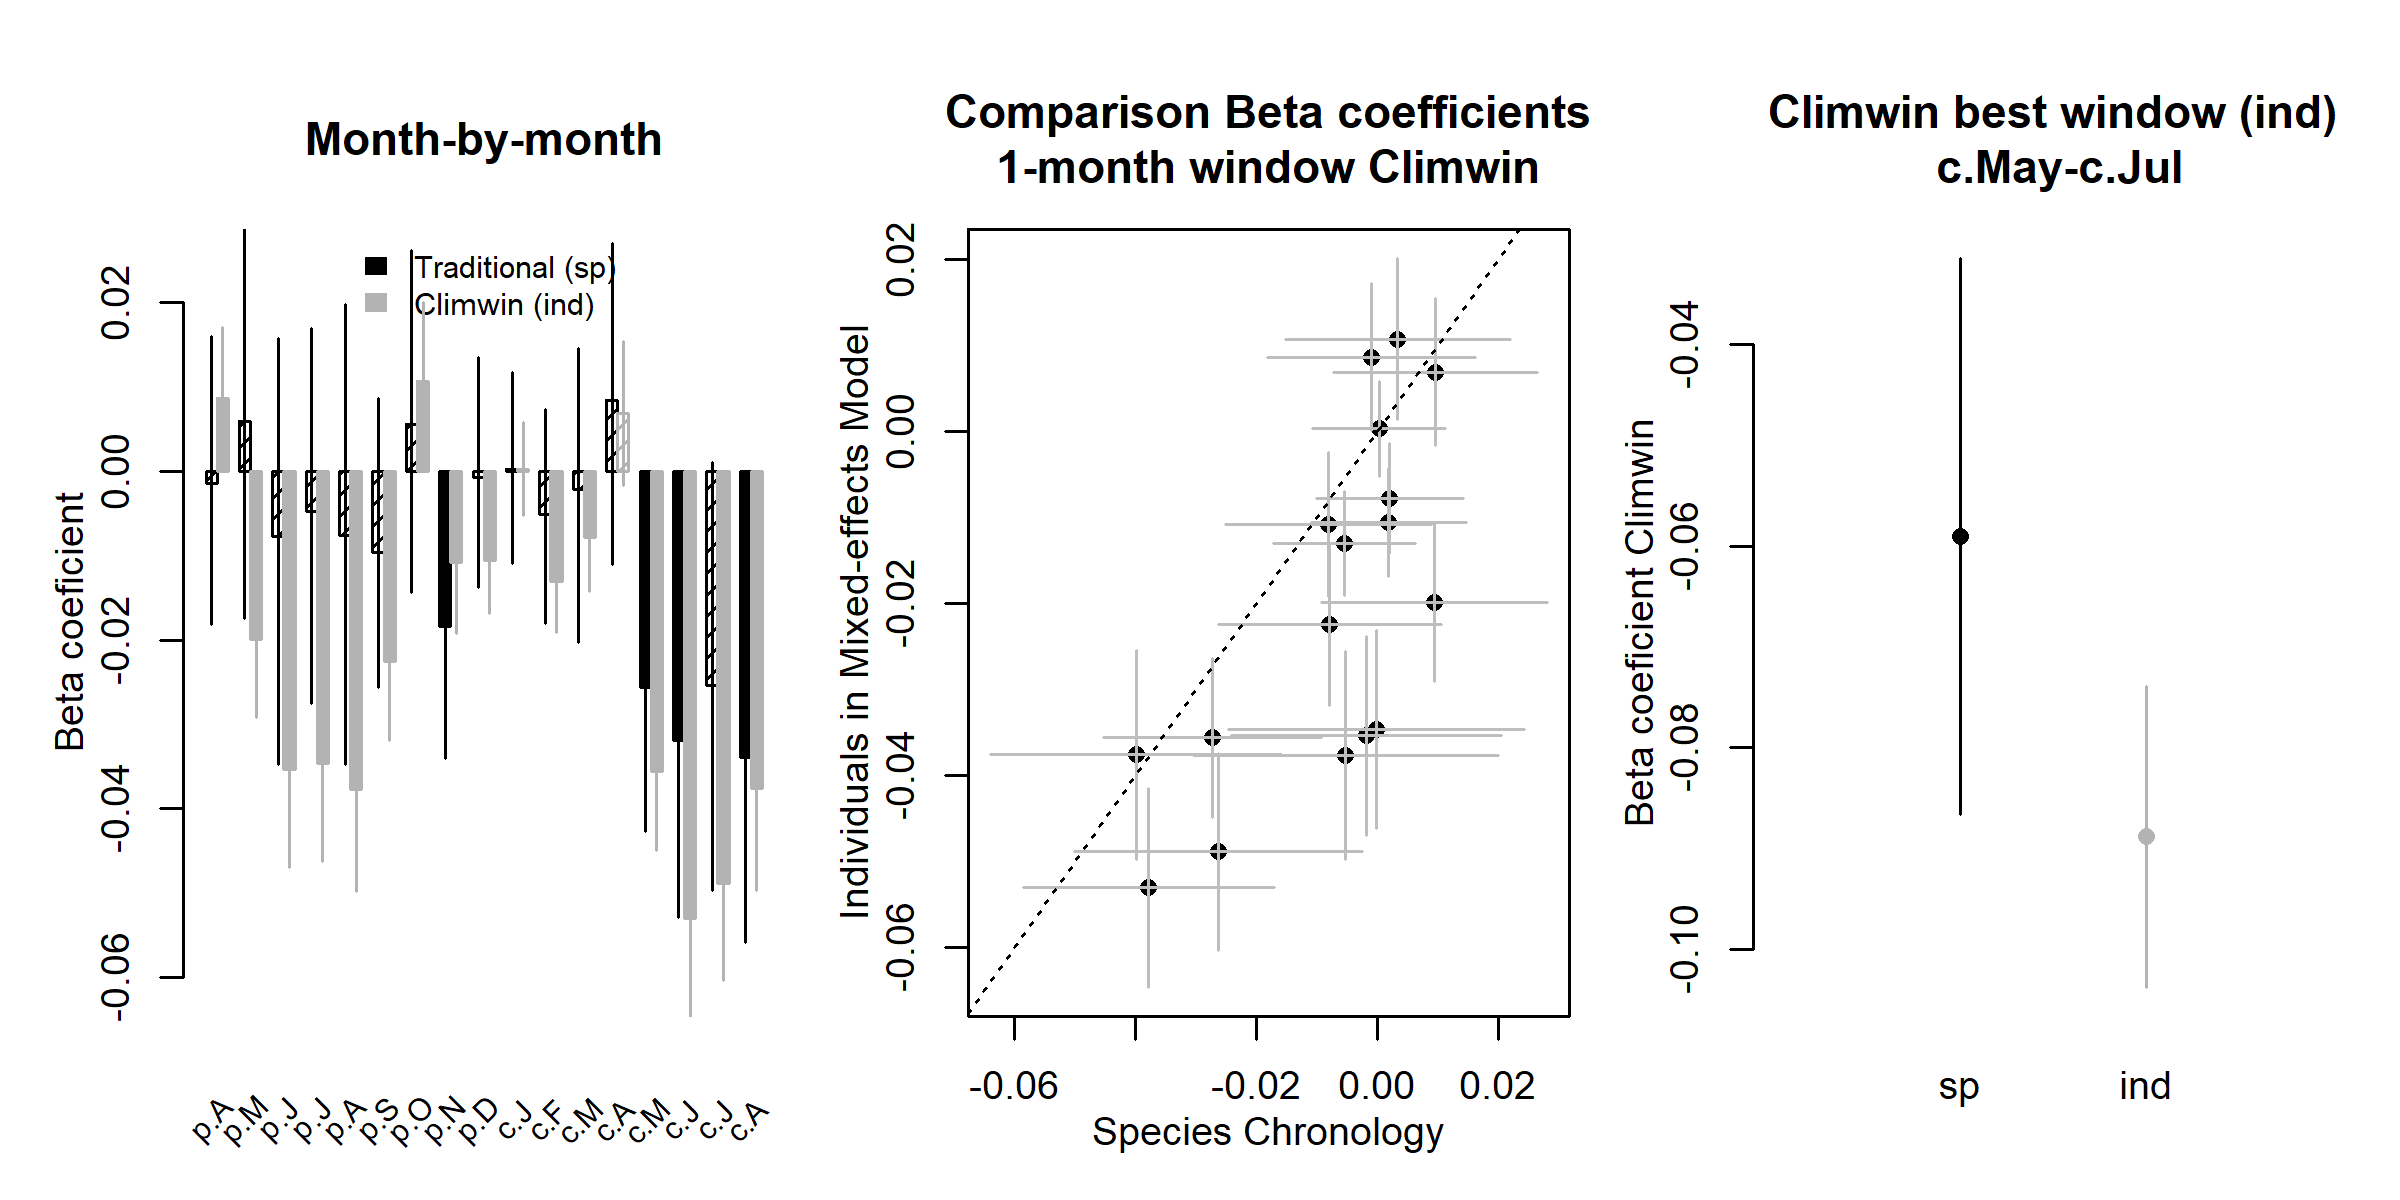 Month-by-month
Traditional (sp)
Climwin (ind)
Beta coeficient
0.02
0.00
-0.02
-0.04
-0.06
p.A
p.M
p.J
p.J
p.A
p.S
p.O
p.N
p.D
c.J
c.F
c.M
c.A
c.M
c.J
c.J
c.A
Comparison Beta coefficients
1-month window Climwin
Individuals in Mixed-effects Model
0.02
0.00
-0.02
-0.04
-0.06
-0.06
-0.02
0.00
0.02
Species Chronology
Climwin best window (ind)
c.May-c.Jul
Beta coeficient Climwin
-0.04
-0.06
-0.08
-0.10
sp
ind